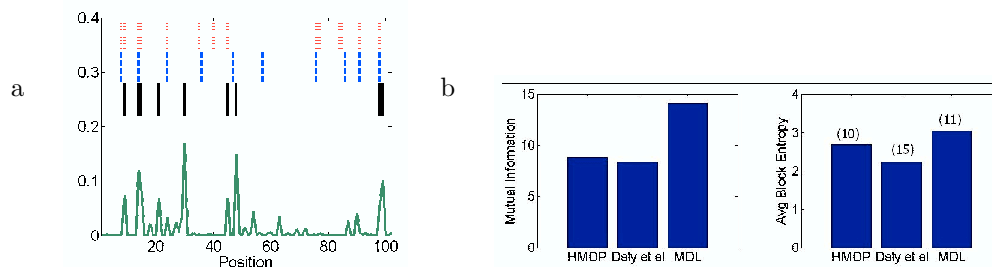 a
0.4
0.3
0.2
0.1
0
20 40 60 80 100
Position
b
15
10
5
0
Mutual Information
HMDP Daly et al MDL
4
3
2
1
0
Avg Block Entropy
(10) (15) (11)
HMDP Daly et al MDL